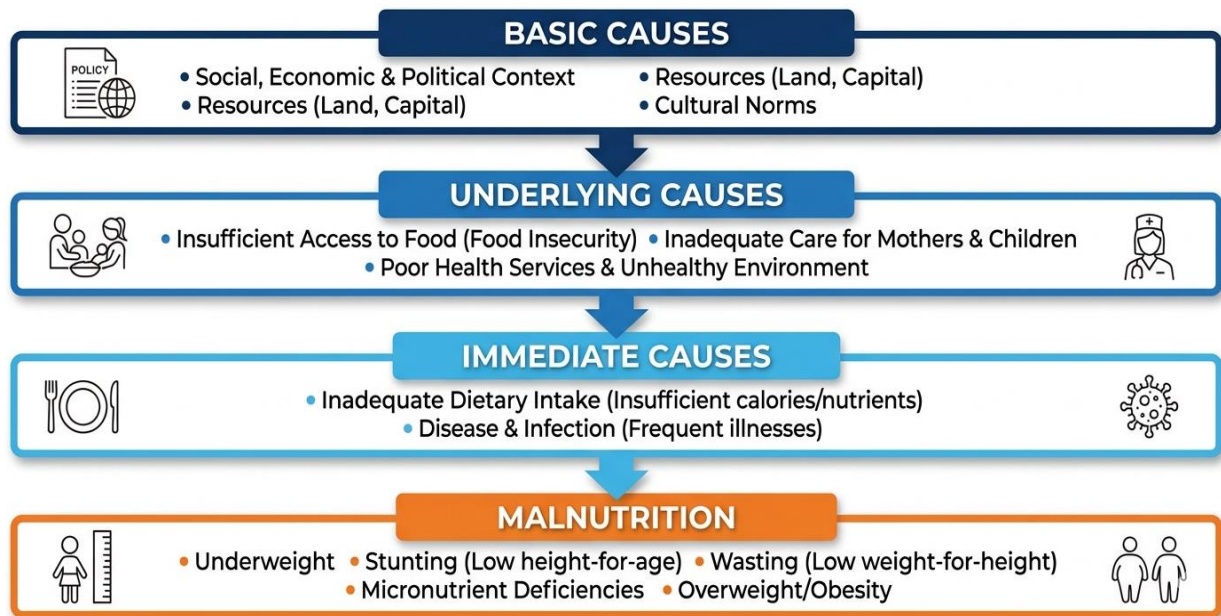 BASIC CAUSES
POLICY
• Social, Economic & Political Context • Resources (Land, Capital)
• Resources (Land, Capital) • Cultural Norms
UNDERLYING CAUSES
• Insufficient Access to Food (Food Insecurity) • Inadequate Care for Mothers & Children
• Poor Health Services & Unhealthy Environment
IMMEDIATE CAUSES
• Inadequate Dietary Intake (Insufficient calories/nutrients)
• Disease & Infection (Frequent illnesses)
MALNUTRITION
• Underweight • Stunting (Low height-for-age) • Wasting (Low weight-for-height)
• Micronutrient Deficiencies • Overweight/Obesity